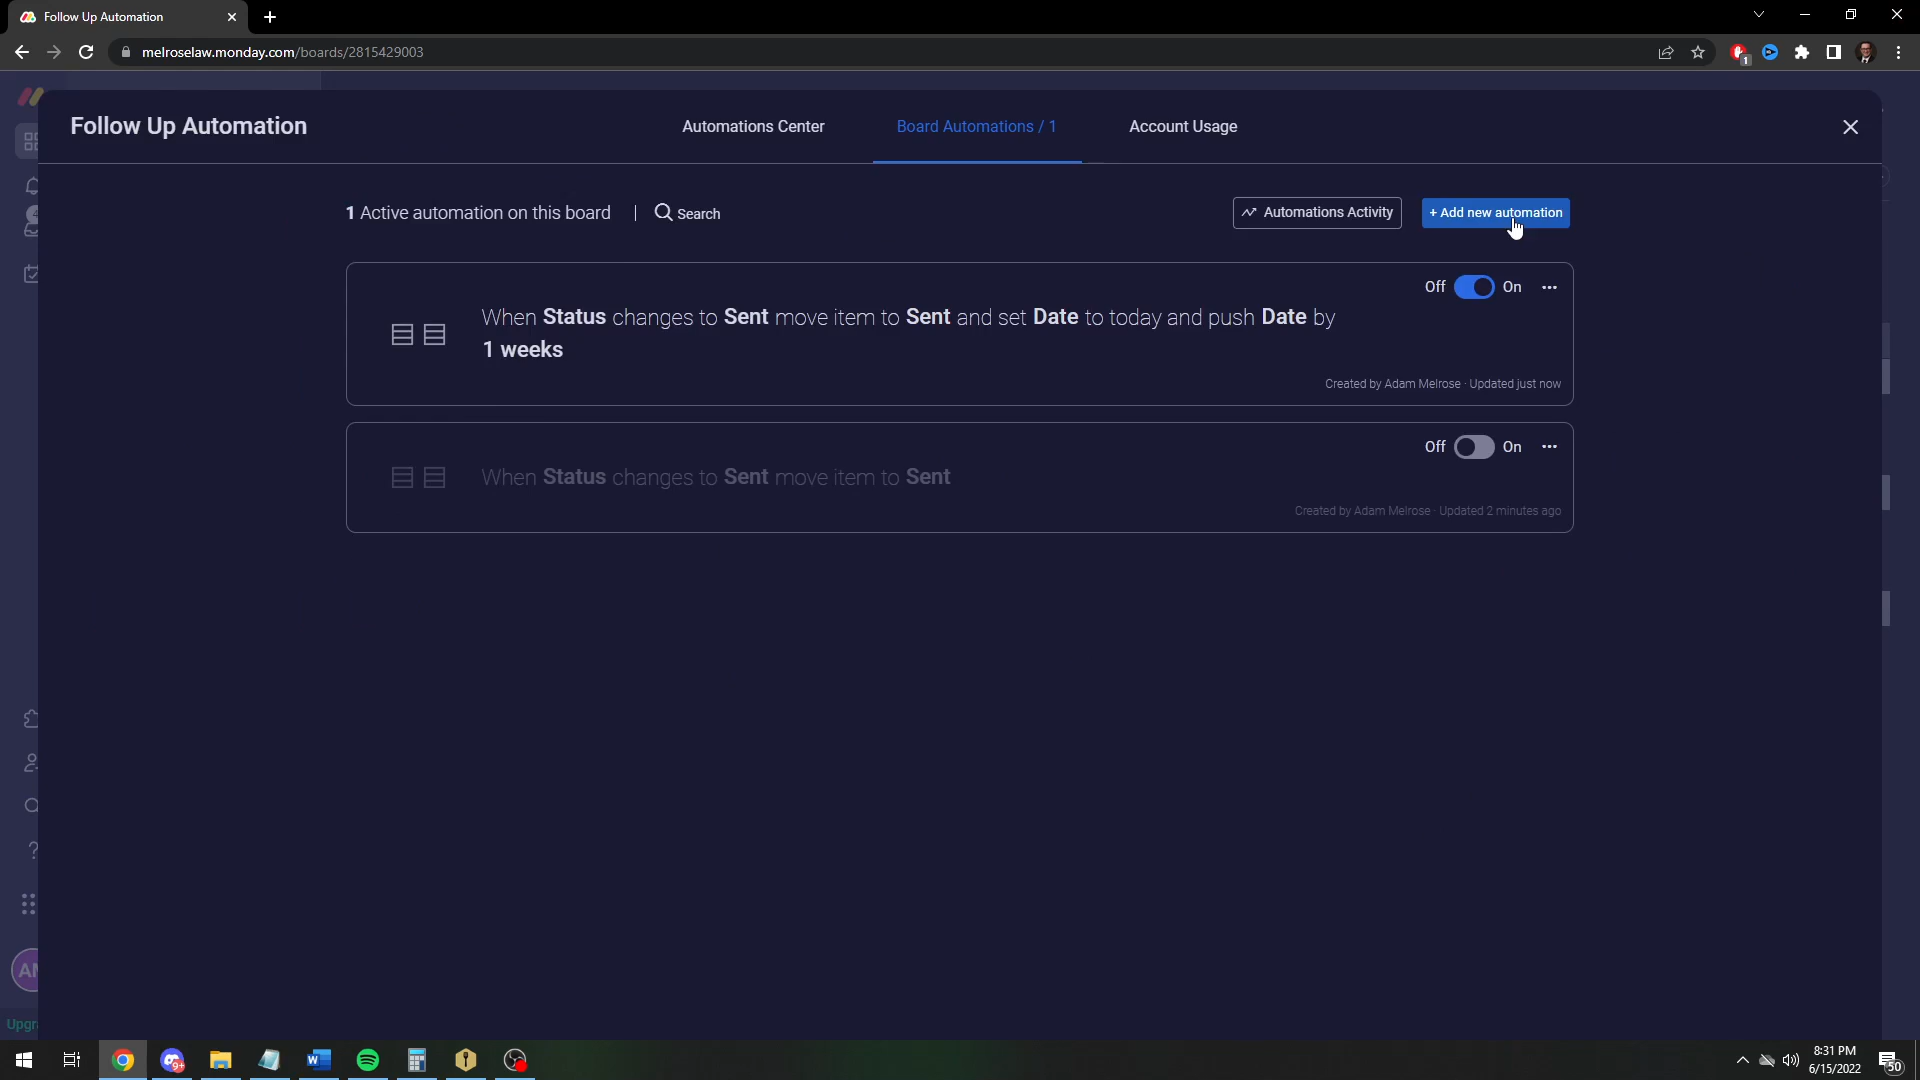 Follow Up Automation
melroselaw.monday.com/boards/2815429003
1
Follow Up Automation
Automations Center
Board Automations / 1
Account Usage
1 Active automation on this board
Search
Automations Activity
+ Add new automation
Off
On
When Status changes to Sent move item to Sent and set Date to today and push Date by
1 weeks
Created by Adam Melrose · Updated just now
Off
On
When Status changes to Sent move item to Sent
Created by Adam Melrose · Updated 2 minutes ago
?
Upgr
9+
W
8:31 PM
6/15/2022
50